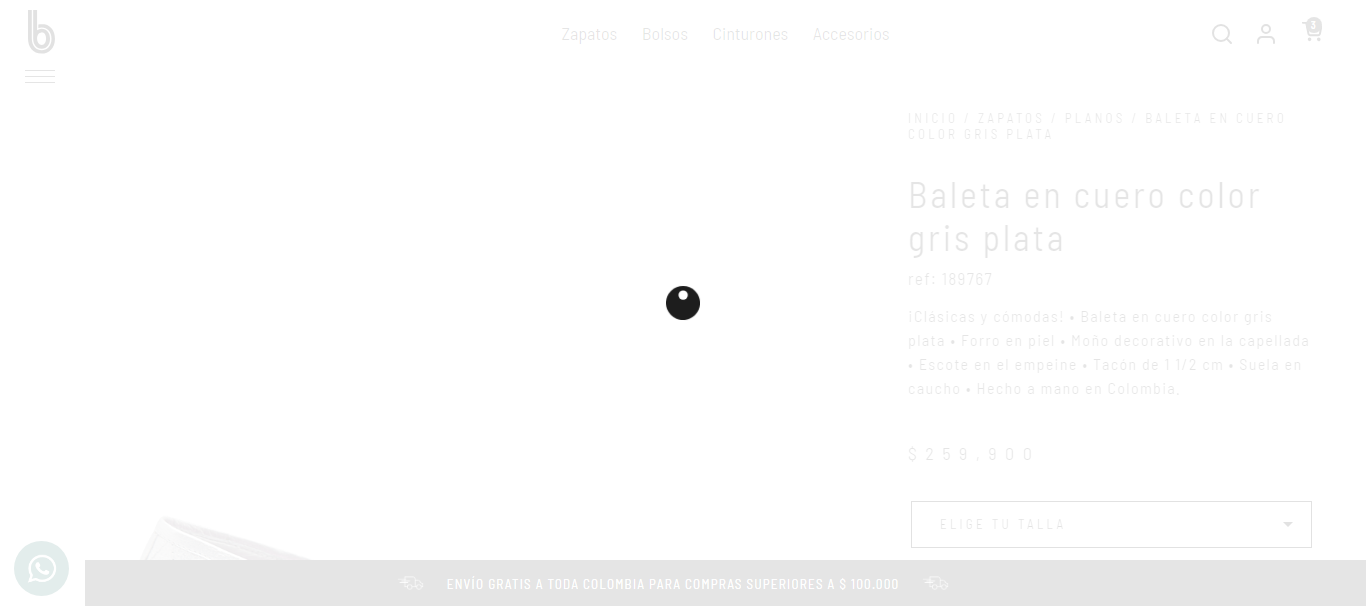 b
Zapatos Bolsos Cinturones Accesorios
3
INICIO / ZAPATOS / PLANOS / BALETA EN CUERO
COLOR GRIS PLATA
Baleta en cuero color
gris plata
ref: 189767
¡Clásicas y cómodas! • Baleta en cuero color gris
plata • Forro en piel • Moño decorativo en la capellada
• Escote en el empeine • Tacón de 1 1/2 cm • Suela en
caucho • Hecho a mano en Colombia.
$259.900
ELIGE TU TALLA
ENVÍO GRATIS A TODA COLOMBIA PARA COMPRAS SUPERIORES A $ 100.000